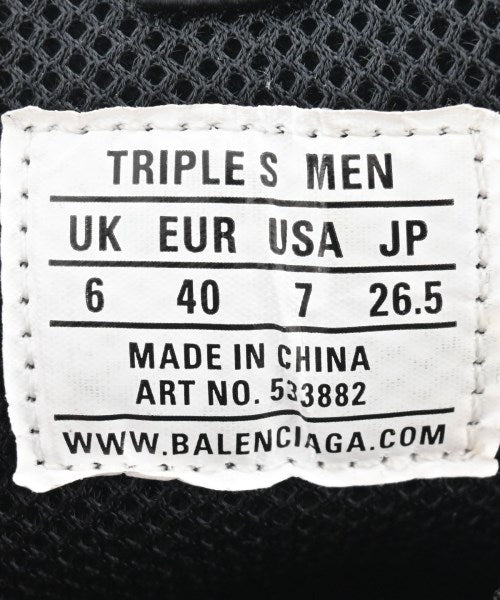 TRIPLE S MEN
UK EUR USA JP
6 40 7 26.5
MADE IN CHINA
ART NO. 533882
WWW.BALENCIAGA.COM